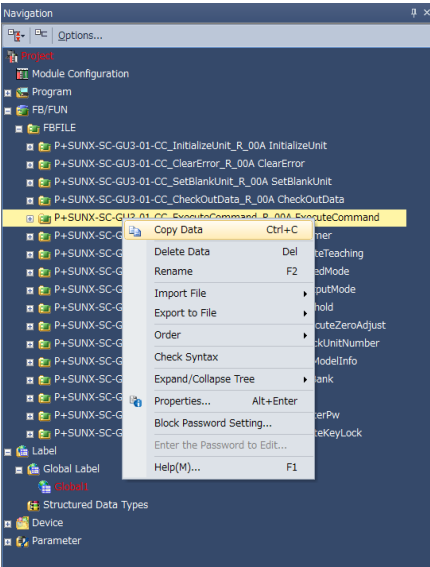 Navigation
Options...
Project
Module Configuration
Program
FB/FUN
FBFILE
P+SUNX-SC-GU3-01-CC_InitializeUnit_R_00A InitializeUnit
P+SUNX-SC-GU3-01-CC_ClearError_R_00A ClearError
P+SUNX-SC-GU3-01-CC_SetBlankUnit_R_00A SetBlankUnit
P+SUNX-SC-GU3-01-CC_CheckOutData_R_00A CheckOutData
P+SUNX-SC-GU3-01-CC_ExecuteCommand_R_00A ExecuteCommand
P+SUNX-SC-G mer
P+SUNX-SC-G teTeaching
P+SUNX-SC-G edMode
P+SUNX-SC-G putMode
P+SUNX-SC-G hold
P+SUNX-SC-G cuteZeroAdjust
P+SUNX-SC-G ckUnitNumber
P+SUNX-SC-G ModelInfo
P+SUNX-SC-G ank
P+SUNX-SC-G
P+SUNX-SC-G erPw
P+SUNX-SC-G teKeyLock
Copy Data Ctrl+C
Delete Data Del
Rename F2
Import File
Export to File
Order
Check Syntax
Expand/Collapse Tree
Properties... Alt+Enter
Block Password Setting...
Enter the Password to Edit...
Help(M)... F1
Label
Global Label
Global1
Structured Data Types
Device
Parameter